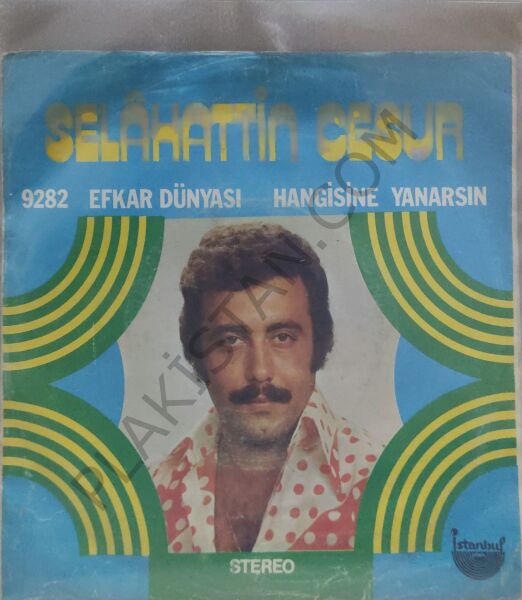 SELÂHATTİN CESUR
9282 EFKAR DÜNYASI HANGİSİNE YANARSIN
PLAKİSTAN.COM
STEREO
İstanbul